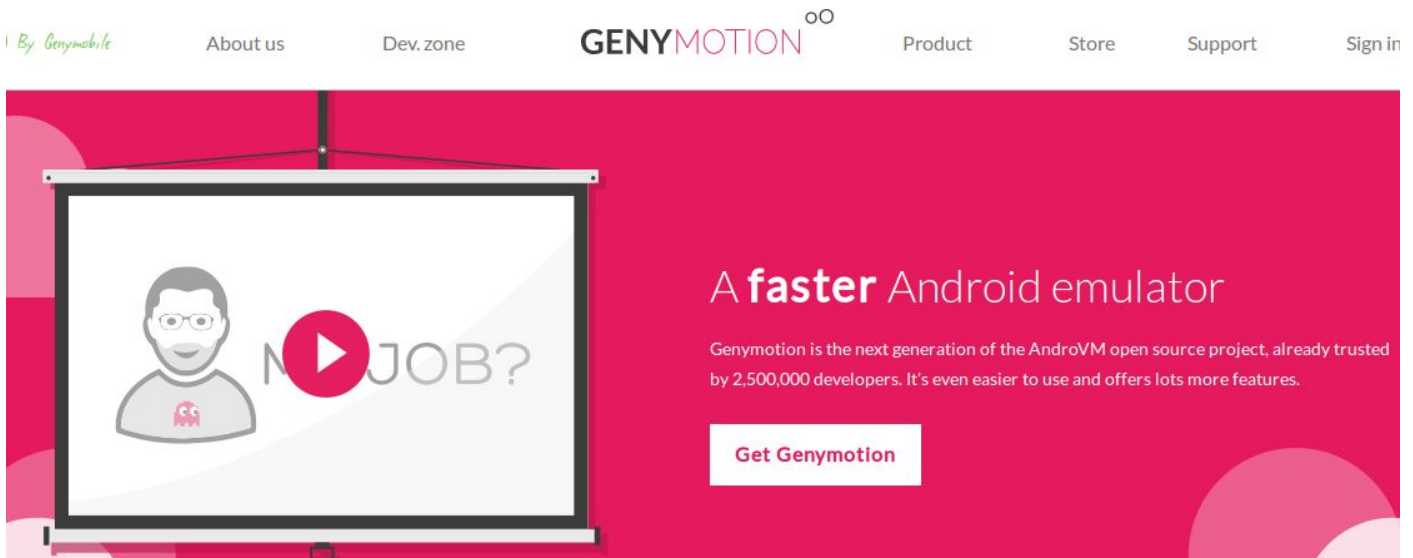 By Genymobile
About us
Dev. zone
GENYMOTION
Product
Store
Support
Sign in
JOB?
A faster Android emulator
Genymotion is the next generation of the AndroVM open source project, already trusted
by 2,500,000 developers. It's even easier to use and offers lots more features.
Get Genymotion